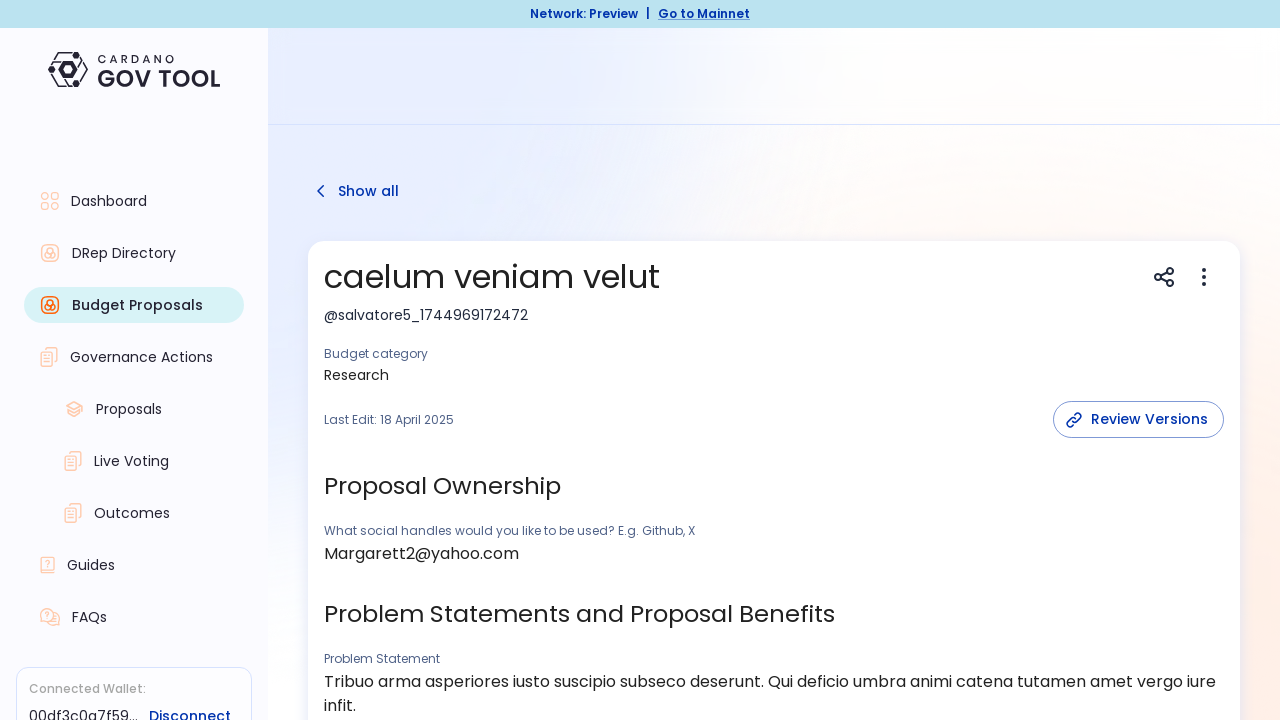 Network: Preview | Go to Mainnet
CARDANO
GOV TOOL
Dashboard
DRep Directory
Budget Proposals
Governance Actions
Proposals
Live Voting
Outcomes
Guides
FAQs
Connected Wallet:
00df3c0a7f59... Disconnect
Show all
caelum veniam velut
@salvatore5_1744969172472
Budget category
Research
Last Edit: 18 April 2025
Review Versions
Proposal Ownership
What social handles would you like to be used? E.g. Github, X
Margarett2@yahoo.com
Problem Statements and Proposal Benefits
Problem Statement
Tribuo arma asperiores iusto suscipio subseco deserunt. Qui deficio umbra animi catena tutamen amet vergo iure
infit.